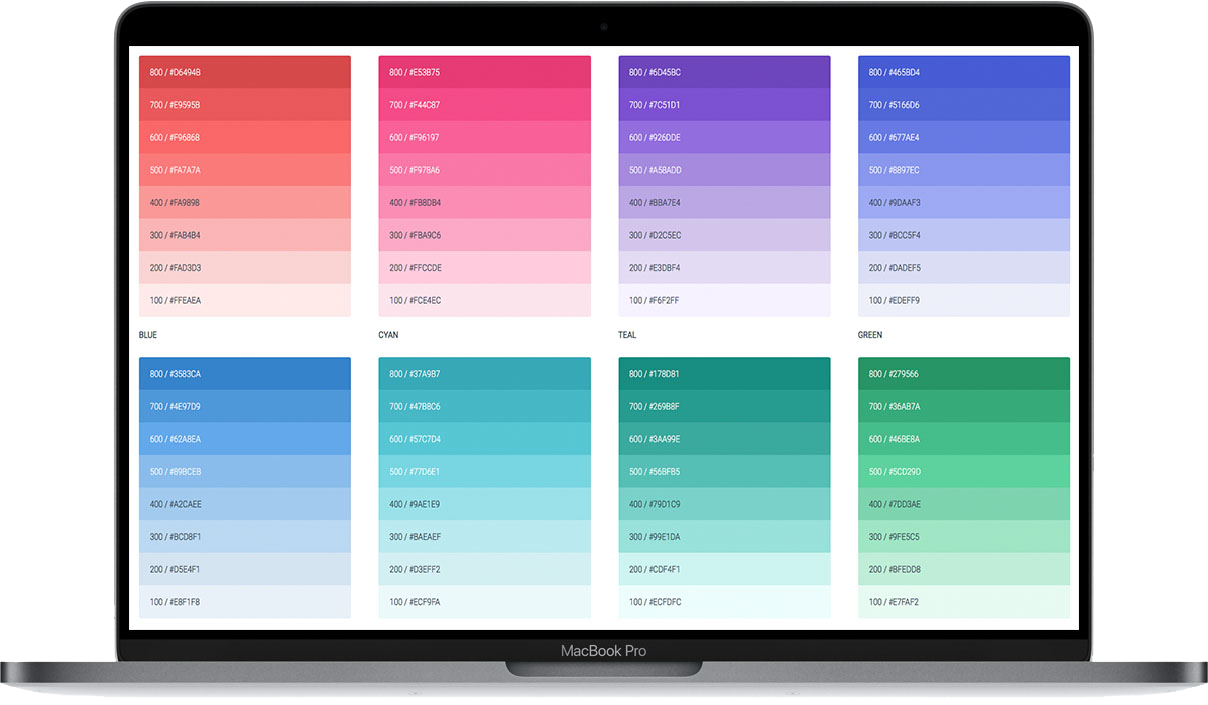 800 / #D6494B
700 / #E9595B
600 / #F96868
500 / #FA7A7A
400 / #FA9898
300 / #FAB4B4
200 / #FAD3D3
100 / #FFEAEA
800 / #E53B75
700 / #F44C87
600 / #F96197
500 / #F978A6
400 / #FB8DB4
300 / #FBA9C6
200 / #FFCCDE
100 / #FCE4EC
800 / #6D45BC
700 / #7C51D1
600 / #926DDE
500 / #A58ADD
400 / #BBA7E4
300 / #D2C5EC
200 / #E3DBF4
100 / #F6F2FF
800 / #465BD4
700 / #5166D6
600 / #677AE4
500 / #8897EC
400 / #9DAAF3
300 / #BCC5F4
200 / #DADEF5
100 / #EDEFF9
BLUE
800 / #3583CA
700 / #4E97D9
600 / #62A8EA
500 / #89BCEB
400 / #A2CAEE
300 / #BCD8F1
200 / #D5E4F1
100 / #E8F1F8
CYAN
800 / #37A9B7
700 / #47B8C6
600 / #57C7D4
500 / #77D6E1
400 / #9AE1E9
300 / #BAEAEF
200 / #D3EFF2
100 / #ECF9FA
TEAL
800 / #178D81
700 / #269B8F
600 / #3AA99E
500 / #56BFB5
400 / #79D1C9
300 / #99E1DA
200 / #CDF4F1
100 / #ECFDFC
GREEN
800 / #279566
700 / #36AB7A
600 / #46BE8A
500 / #5CD29D
400 / #7DD3AE
300 / #9FE5C5
200 / #BFEDD8
100 / #E7FAF2
MacBook Pro